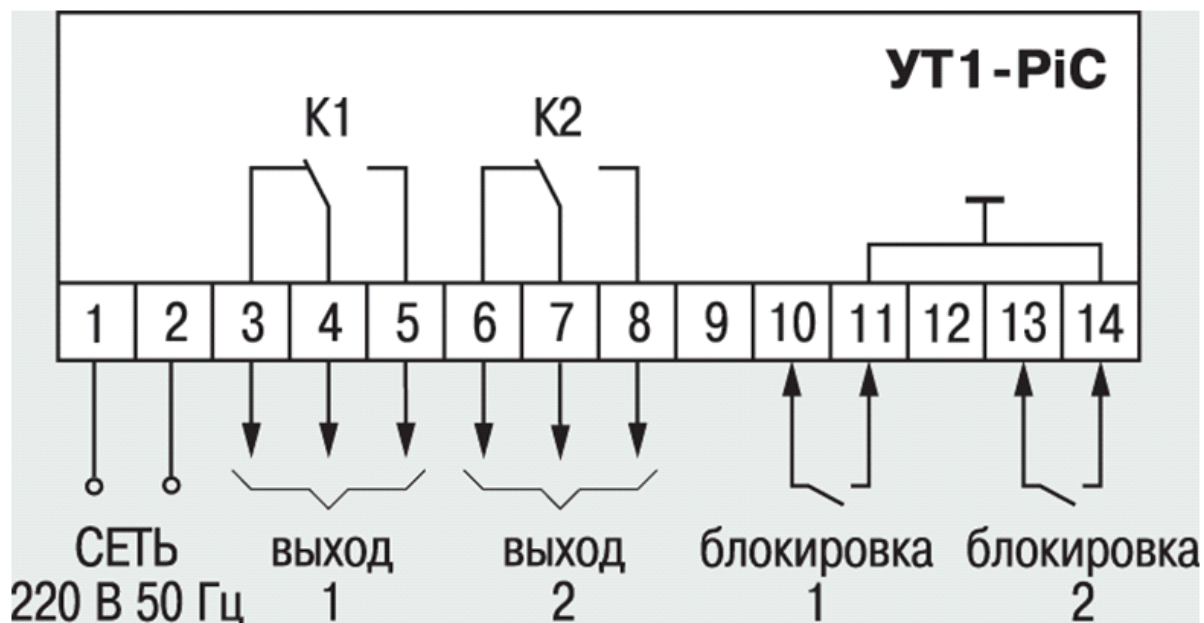 УТ1-PiC
К1 К2
1 2 3 4 5 6 7 8 9 10 11 12 13 14
СЕТЬ выход выход блокировка блокировка
220 В 50 Гц 1 2 1 2